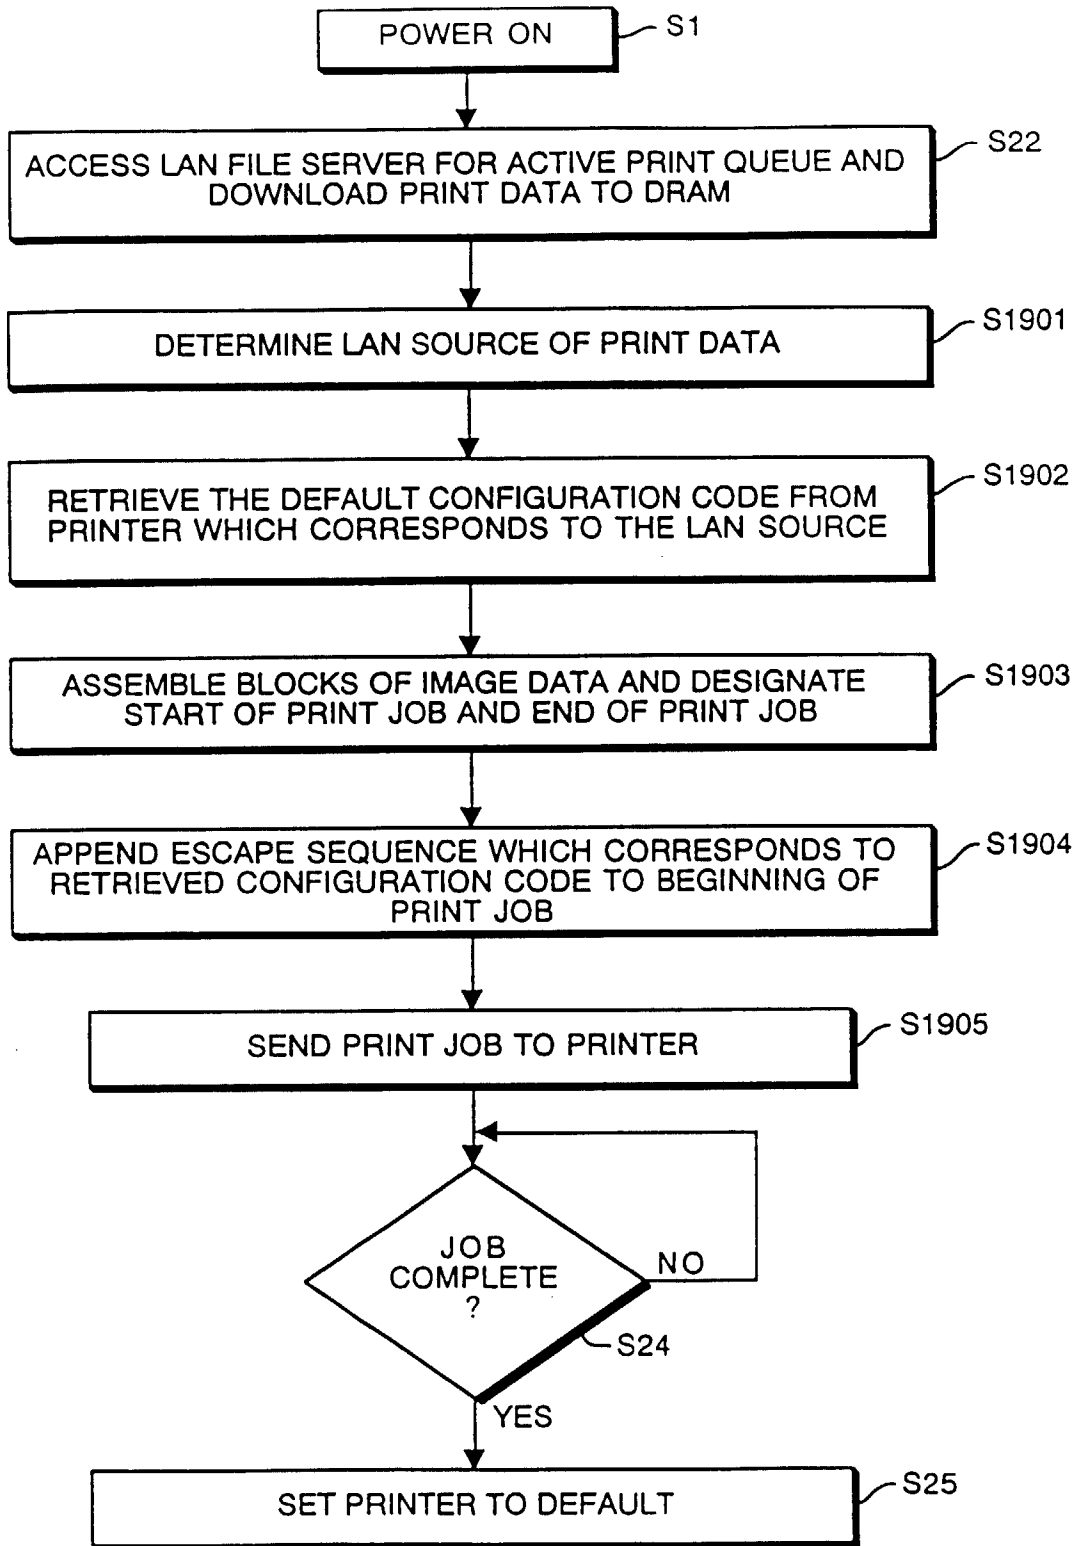 POWER ON
S1
ACCESS LAN FILE SERVER FOR ACTIVE PRINT QUEUE AND
DOWNLOAD PRINT DATA TO DRAM
S22
DETERMINE LAN SOURCE OF PRINT DATA
S1901
RETRIEVE THE DEFAULT CONFIGURATION CODE FROM
PRINTER WHICH CORRESPONDS TO THE LAN SOURCE
S1902
ASSEMBLE BLOCKS OF IMAGE DATA AND DESIGNATE
START OF PRINT JOB AND END OF PRINT JOB
S1903
APPEND ESCAPE SEQUENCE WHICH CORRESPONDS TO
RETRIEVED CONFIGURATION CODE TO BEGINNING OF
PRINT JOB
S1904
SEND PRINT JOB TO PRINTER
S1905
JOB
COMPLETE
?
NO
S24
YES
SET PRINTER TO DEFAULT
S25